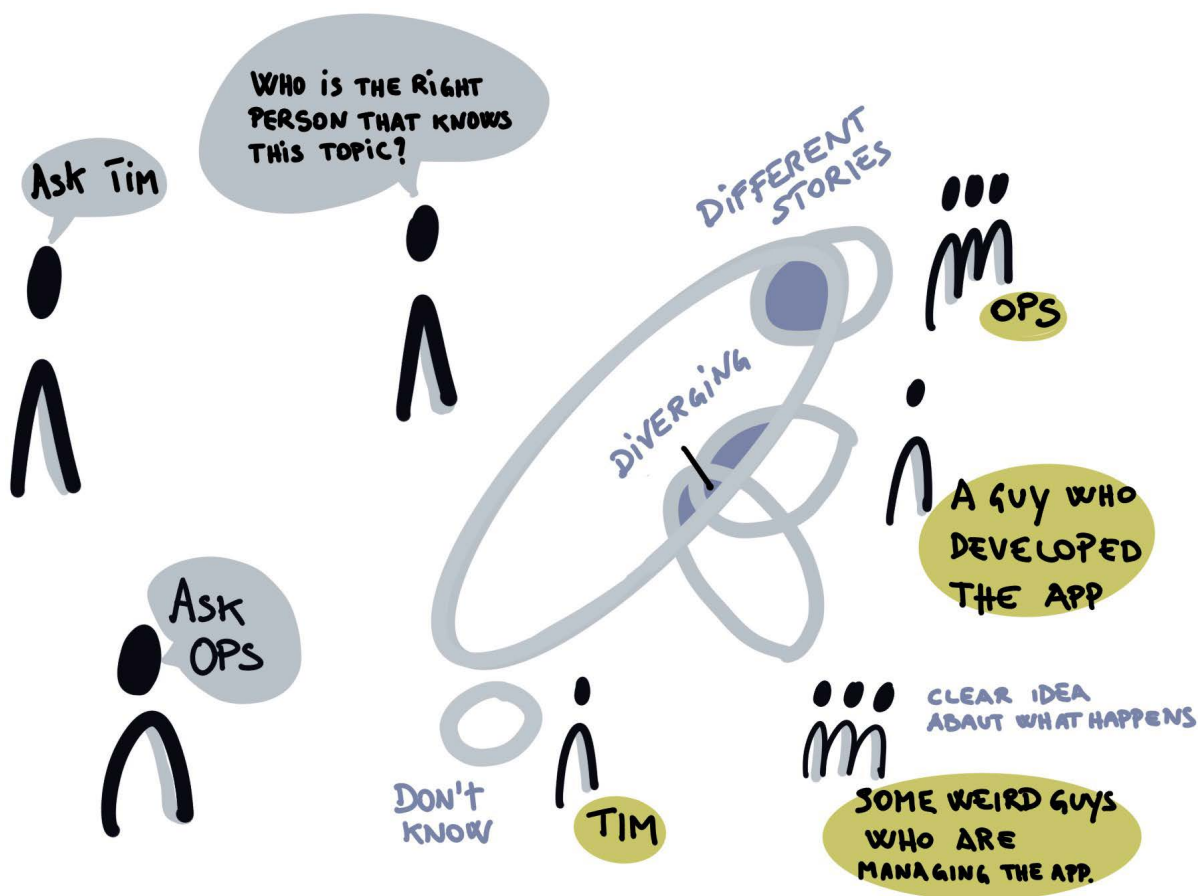 WHO IS THE RIGHT
PERSON THAT KNOWS
THIS TOPIC?
ASK TIM
DIFFERENT
STORIES
OPS
DIVERGING
A GUY WHO
DEVELOPED
THE APP
ASK
OPS
CLEAR IDEA
ABAUT WHAT HAPPENS
DON'T
KNOW
TIM
SOME WEIRD GUYS
WHO ARE
MANAGING THE APP.